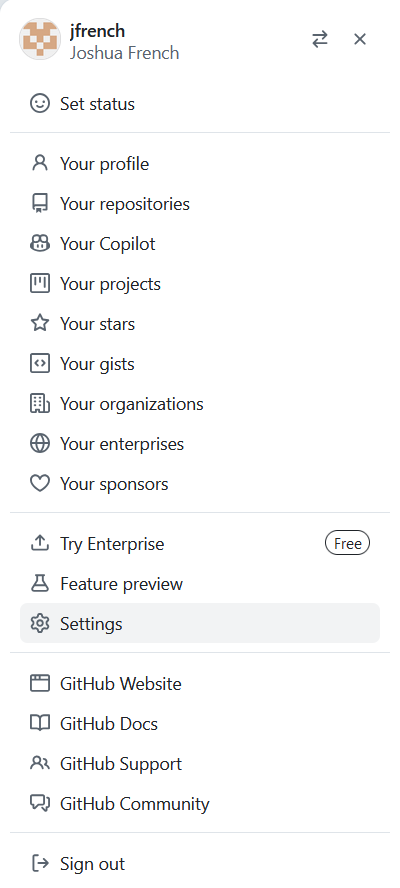 jfrench
Joshua French
Set status
Your profile
Your repositories
Your Copilot
Your projects
Your stars
Your gists
Your organizations
Your enterprises
Your sponsors
Try Enterprise Free
Feature preview
Settings
GitHub Website
GitHub Docs
GitHub Support
GitHub Community
Sign out